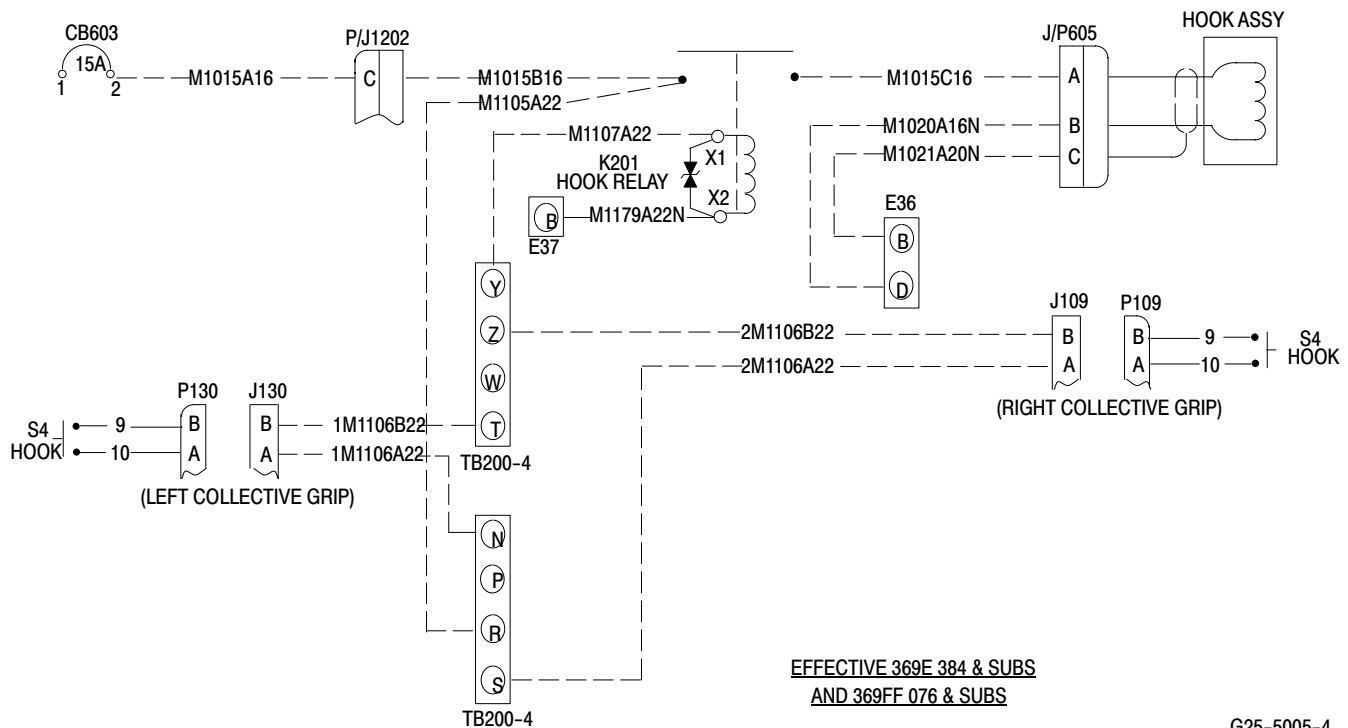 CB603
15A
1 2
M1015A16
P/J1202
C
M1015B16
M1105A22
M1107A22
K201
HOOK RELAY
X1
X2
B
E37
M1179A22N
M1015C16
M1020A16N
M1021A20N
J/P605
A
B
C
HOOK ASSY
E36
B
D
Y
Z
W
T
TB200-4
2M1106B22
2M1106A22
J109 P109
B B 9
A A 10
S4
HOOK
(RIGHT COLLECTIVE GRIP)
P130 J130
S4
HOOK
9 B B 1M1106B22
10 A A 1M1106A22
(LEFT COLLECTIVE GRIP)
N
P
R
S
TB200-4
EFFECTIVE 369E 384 & SUBS
AND 369FF 076 & SUBS
G25-5005-4